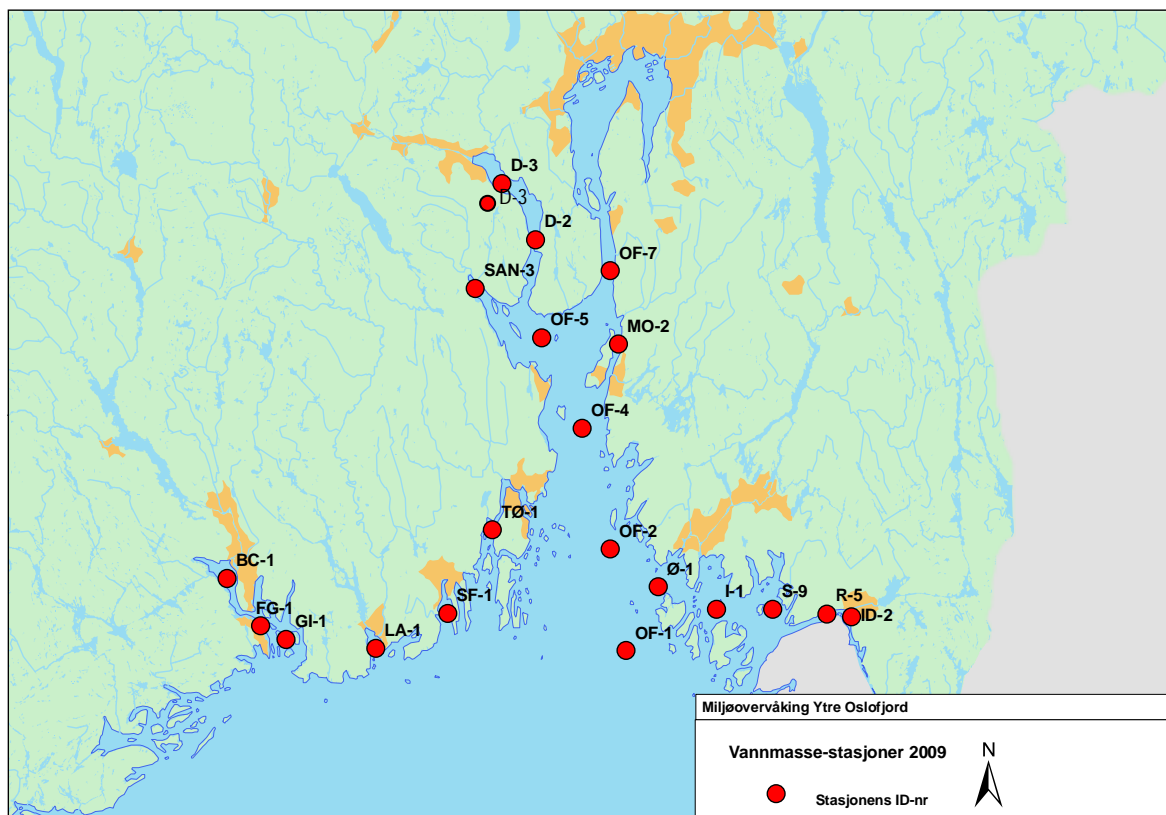 D-3
D-3
D-2
OF-7
SAN-3
OF-5
MO-2
OF-4
TØ-1
OF-2
BC-1
Ø-1
FG-1
SF-1
I-1
S-9
R-5
ID-2
GI-1
LA-1
OF-1
Miljøovervåking Ytre Oslofjord
Vannmasse-stasjoner 2009
N
Stasjonens ID-nr